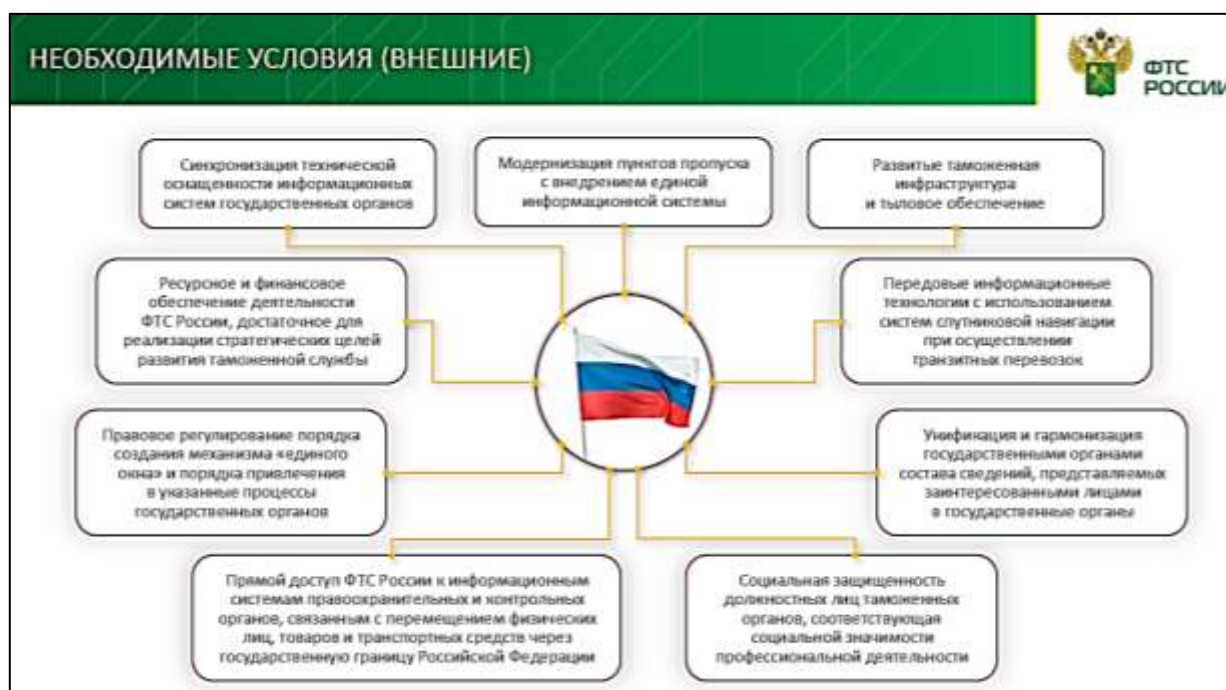 НЕОБХОДИМЫЕ УСЛОВИЯ (ВНЕШНИЕ)
ФТС
РОССИИ
Синхронизация технической
оснащенности информационных
систем государственных органов
Модернизация пунктов пропуска
с внедрением единой
информационной системы
Развитые таможенная
инфраструктура
и тыловое обеспечение
Ресурсное и финансовое
обеспечение деятельности
ФТС России, достаточное для
реализации стратегических целей
развития таможенной службы
Передовые информационные
технологии с использованием
систем спутниковой навигации
при осуществлении
транзитных перевозок
Правовое регулирование порядка
создания механизма «единого
окна» и порядка привлечения
в указанные процессы
государственных органов
Унификация и гармонизация
государственными органами
состава сведений, представляемых
заинтересованными лицами
в государственные органы
Прямой доступ ФТС России к информационным
системам правоохранительных и контрольных
органов, связанным с перемещением физических
лиц, товаров и транспортных средств через
государственную границу Российской Федерации
Социальная защищенность
должностных лиц таможенных
органов, соответствующая
социальной значимости
профессиональной деятельности